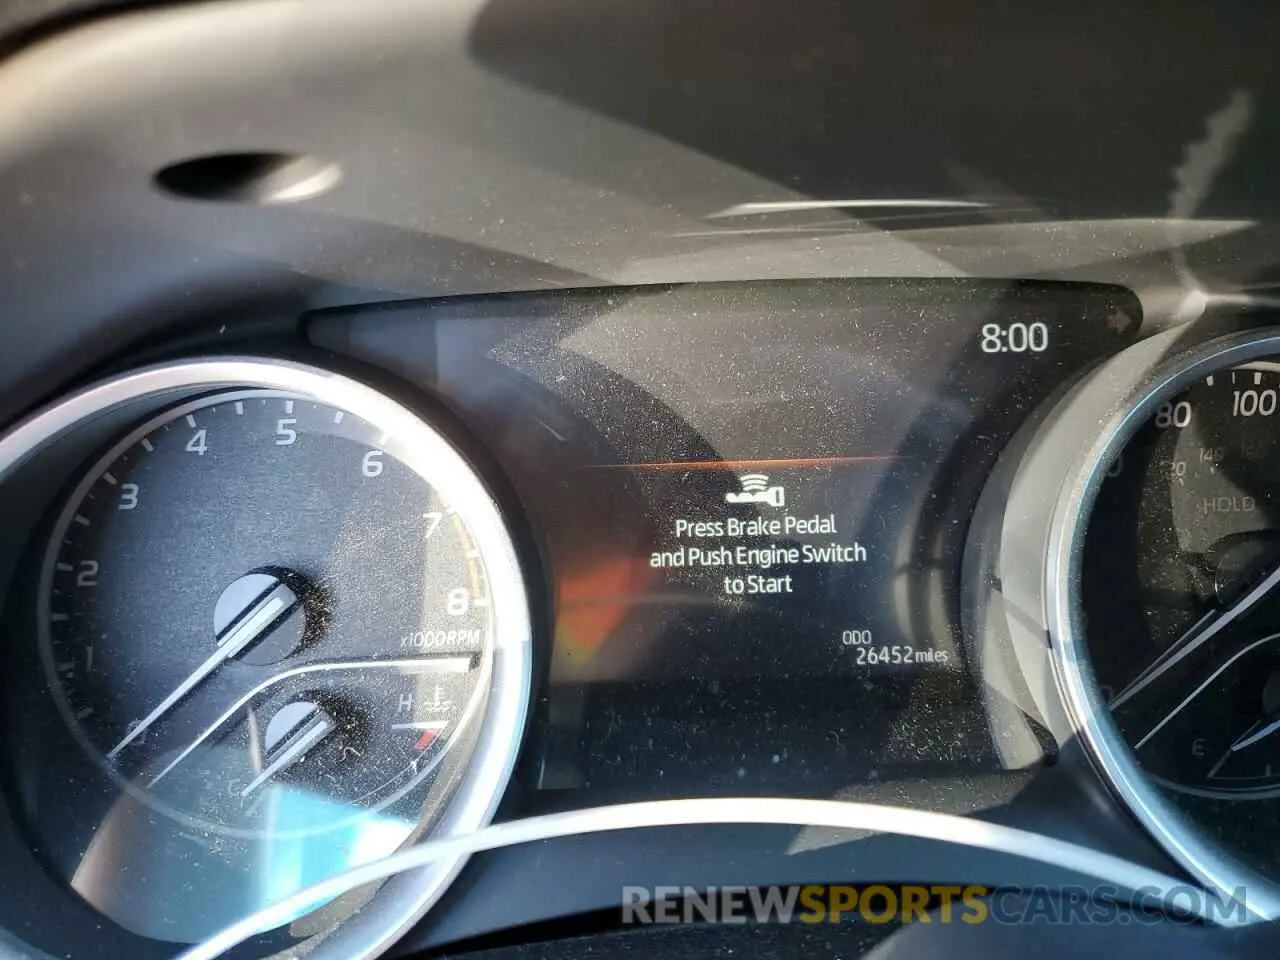 8:00
4 5
6
3
7
2
8
1
x1000RPM
H
80 100
140
HOLD
E
Press Brake Pedal
and Push Engine Switch
to Start
ODO
26452 miles
RENEWSPORTSCARS.COM